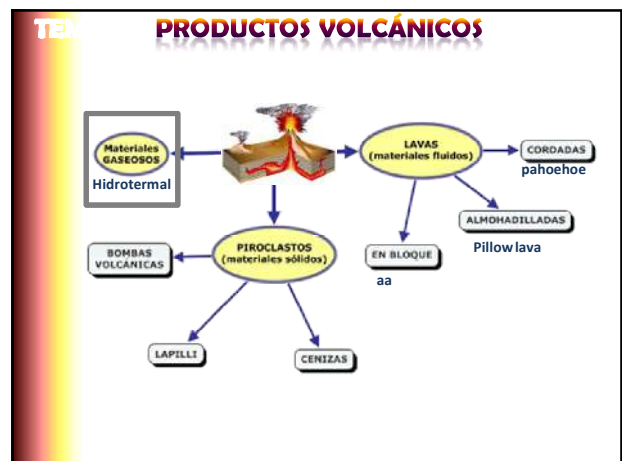 PRODUCTOS VOLCÁNICOS
Materiales
GASEOSOS
Hidrotermal
LAVAS
(materiales fluidos)
CORDADAS
pahoehoe
ALMOHADILLADAS
Pillow lava
EN BLOQUE
aa
PIROCLASTOS
(materiales sólidos)
BOMBAS
VOLCÁNICAS
LAPILLI
CENIZAS